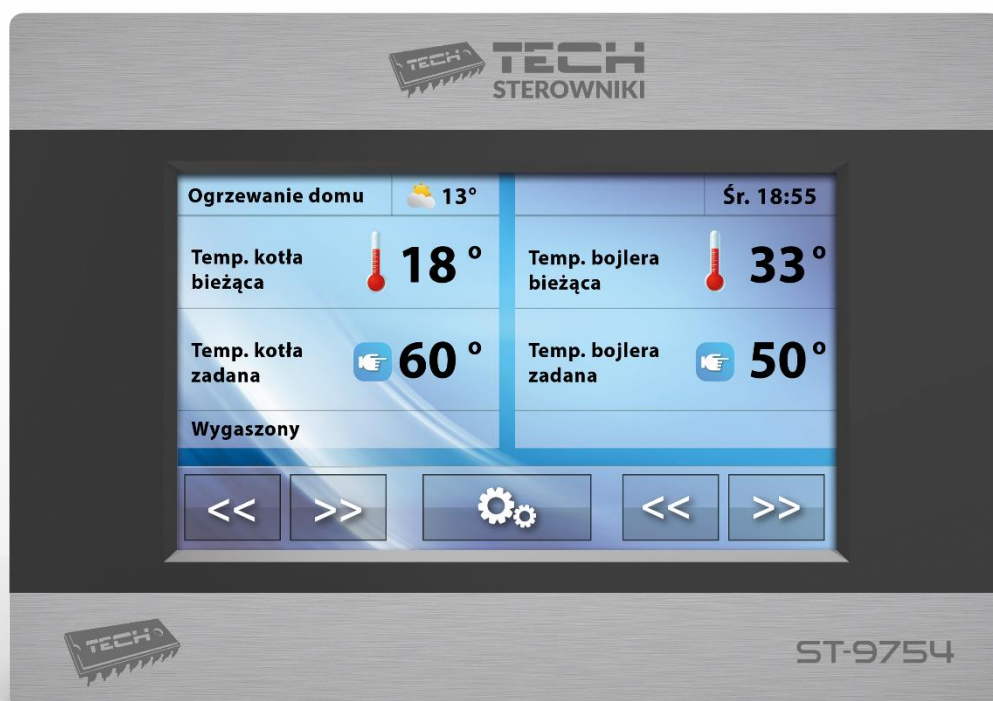 TECH
TECH
STEROWNIKI
Ogrzewanie domu
13°
Śr. 18:55
Temp. kotła
bieżąca
18°
Temp. bojlera
bieżąca
33°
Temp. kotła
zadana
60°
Temp. bojlera
zadana
50°
Wygaszony
<< >> << >>
TECH
ST-9754